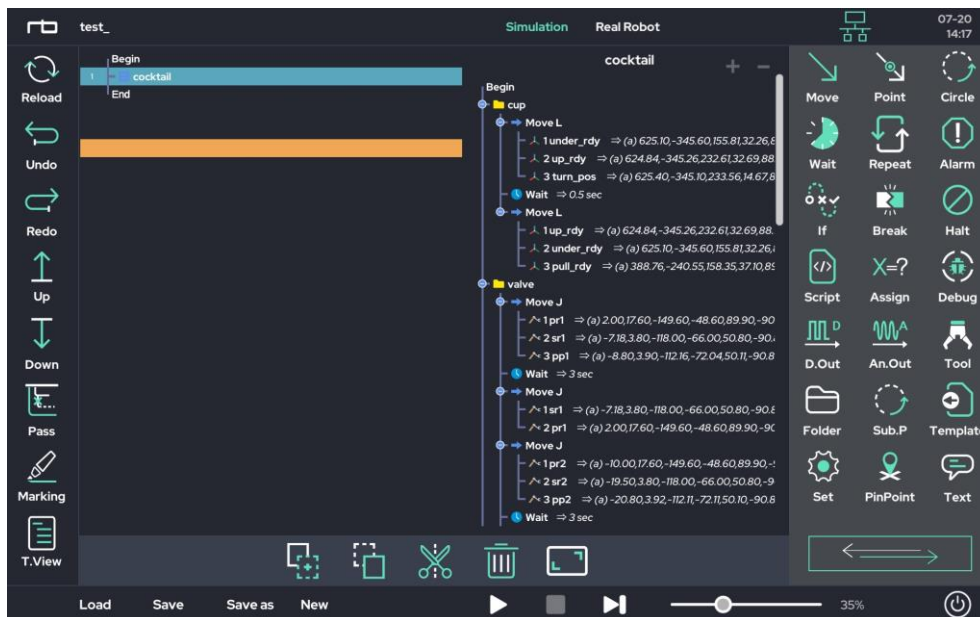 test_
Simulation
Real Robot
07-20
14:17
Reload
Undo
Redo
Up
Down
Pass
Marking
T.View
Begin
1 cocktail
End
cocktail
+ −
Begin
cup
Move L
1 under_rdy ⇒ (a) 625.10,-345.60,155.81,32.26,8
2 up_rdy ⇒ (a) 624.84,-345.26,232.61,32.69,88
3 turn_pos ⇒ (a) 625.40,-345.10,233.56,14.67,8
Wait ⇒ 0.5 sec
Move L
1 up_rdy ⇒ (a) 624.84,-345.26,232.61,32.69,88.
2 under_rdy ⇒ (a) 625.10,-345.60,155.81,32.26,
3 pull_rdy ⇒ (a) 388.76,-240.55,158.35,37.10,89
valve
Move J
1 pr1 ⇒ (a) 2.00,17.60,-149.60,-48.60,89.90,-90
2 sr1 ⇒ (a) -7.18,3.80,-118.00,-66.00,50.80,-90.
3 pp1 ⇒ (a) -8.80,3.90,-112.16,-72.04,50.11,-90.8
Wait ⇒ 3 sec
Move J
1 sr1 ⇒ (a) -7.18,3.80,-118.00,-66.00,50.80,-90.
2 pr1 ⇒ (a) 2.00,17.60,-149.60,-48.60,89.90,-90
Move J
1 pr2 ⇒ (a) -10.00,17.60,-149.60,-48.60,89.90,-
2 sr2 ⇒ (a) -19.50,3.80,-118.00,-66.00,50.80,-9
3 pp2 ⇒ (a) -20.80,3.92,-112.11,-72.11,50.10,-90.8
Wait ⇒ 3 sec
Move
Point
Circle
Wait
Repeat
Alarm
If
Break
Halt
Script
X=?
Assign
Debug
D
D.Out
A
An.Out
Tool
Folder
Sub.P
Template
Set
PinPoint
Text
Load
Save
Save as
New
35%